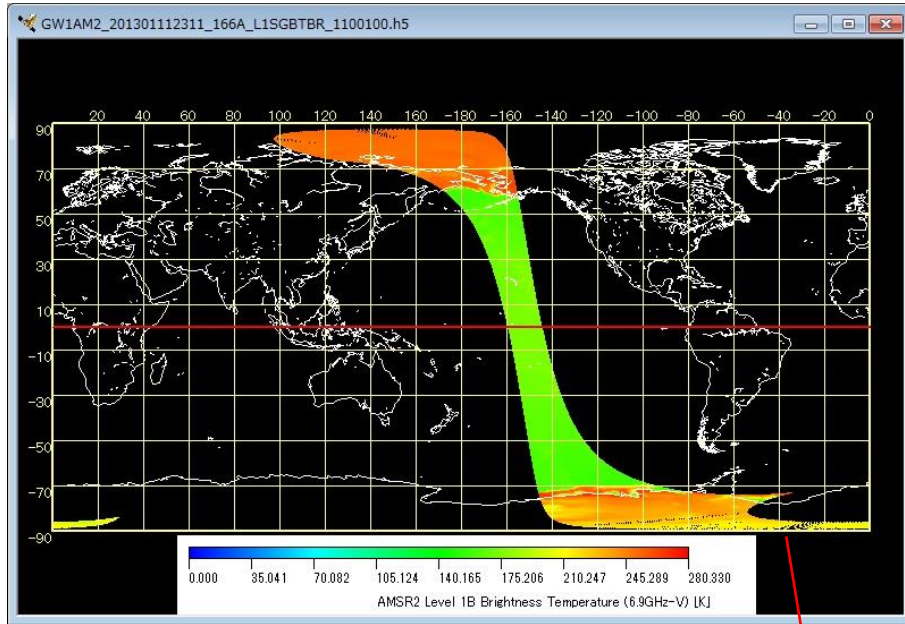 GW1AM2_201301112311_166A_L1SGBTBR_1100100.h5
20 40 60 80 100 120 140 160 -180 -160 -140 -120 -100 -80 -60 -40 -20 0
90
70
50
30
10
-10
-30
-50
-70
-90
0.000 35.041 70.082 105.124 140.165 175.206 210.247 245.289 280.330
AMSR2 Level 1B Brightness Temperature (6.9GHz-V) [K]